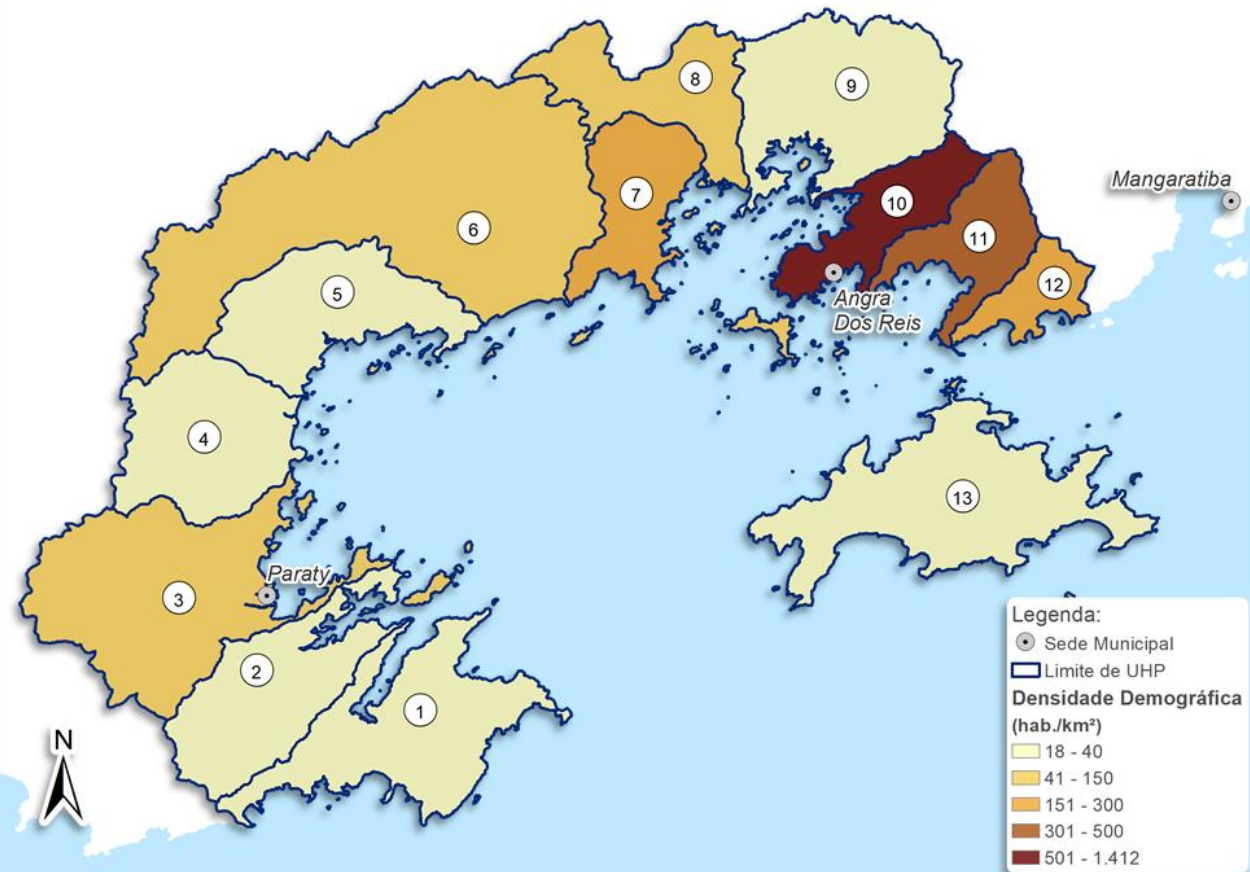 8
9
Mangaratiba
7
10
6
11
5
12
Angra
Dos Reis
4
13
Paraty
3
2
1
N
Legenda:
Sede Municipal
Limite de UHP
Densidade Demográfica
(hab./km²)
18 - 40
41 - 150
151 - 300
301 - 500
501 - 1.412